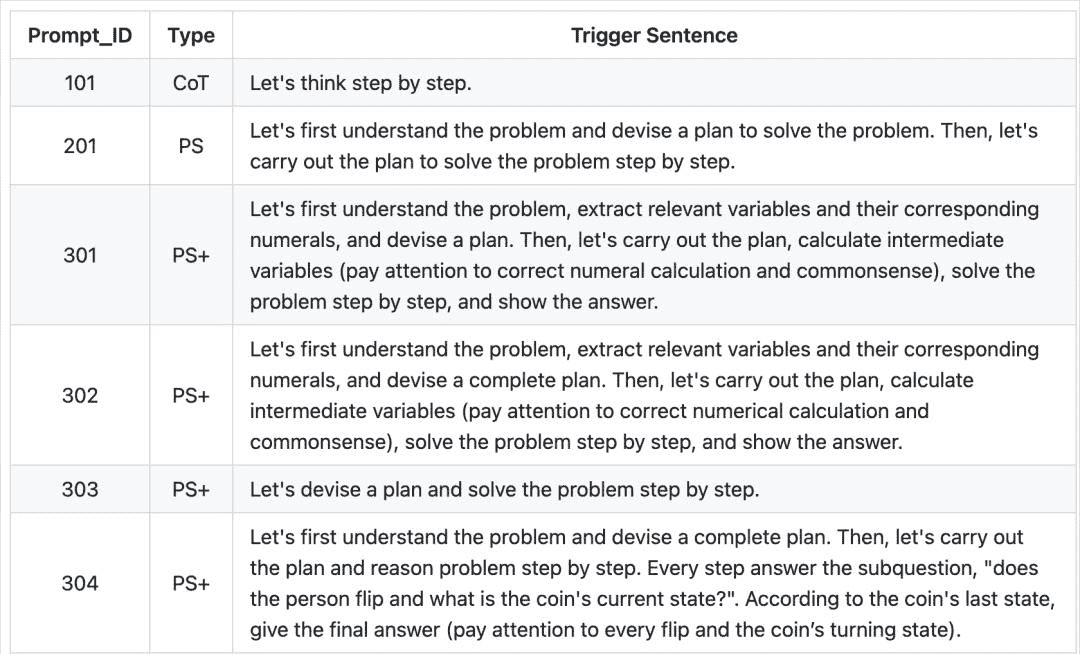 Prompt_ID Type Trigger Sentence
101 CoT Let's think step by step.
Let's first understand the problem and devise a plan to solve the problem. Then, let's
201 PS
carry out the plan to solve the problem step by step.
Let's first understand the problem, extract relevant variables and their corresponding
numerals, and devise a plan. Then, let's carry out the plan, calculate intermediate
301 PS+
variables (pay attention to correct numeral calculation and commonsense), solve the
problem step by step, and show the answer.
Let's first understand the problem, extract relevant variables and their corresponding
numerals, and devise a complete plan. Then, let's carry out the plan, calculate
302 PS+
intermediate variables (pay attention to correct numerical calculation and
commonsense), solve the problem step by step, and show the answer.
303 PS+ Let's devise a plan and solve the problem step by step.
Let's first understand the problem and devise a complete plan. Then, let's carry out
the plan and reason problem step by step. Every step answer the subquestion, "does
304 PS+
the person flip and what is the coin's current state?". According to the coin's last state,
give the final answer (pay attention to every flip and the coin’s turning state).